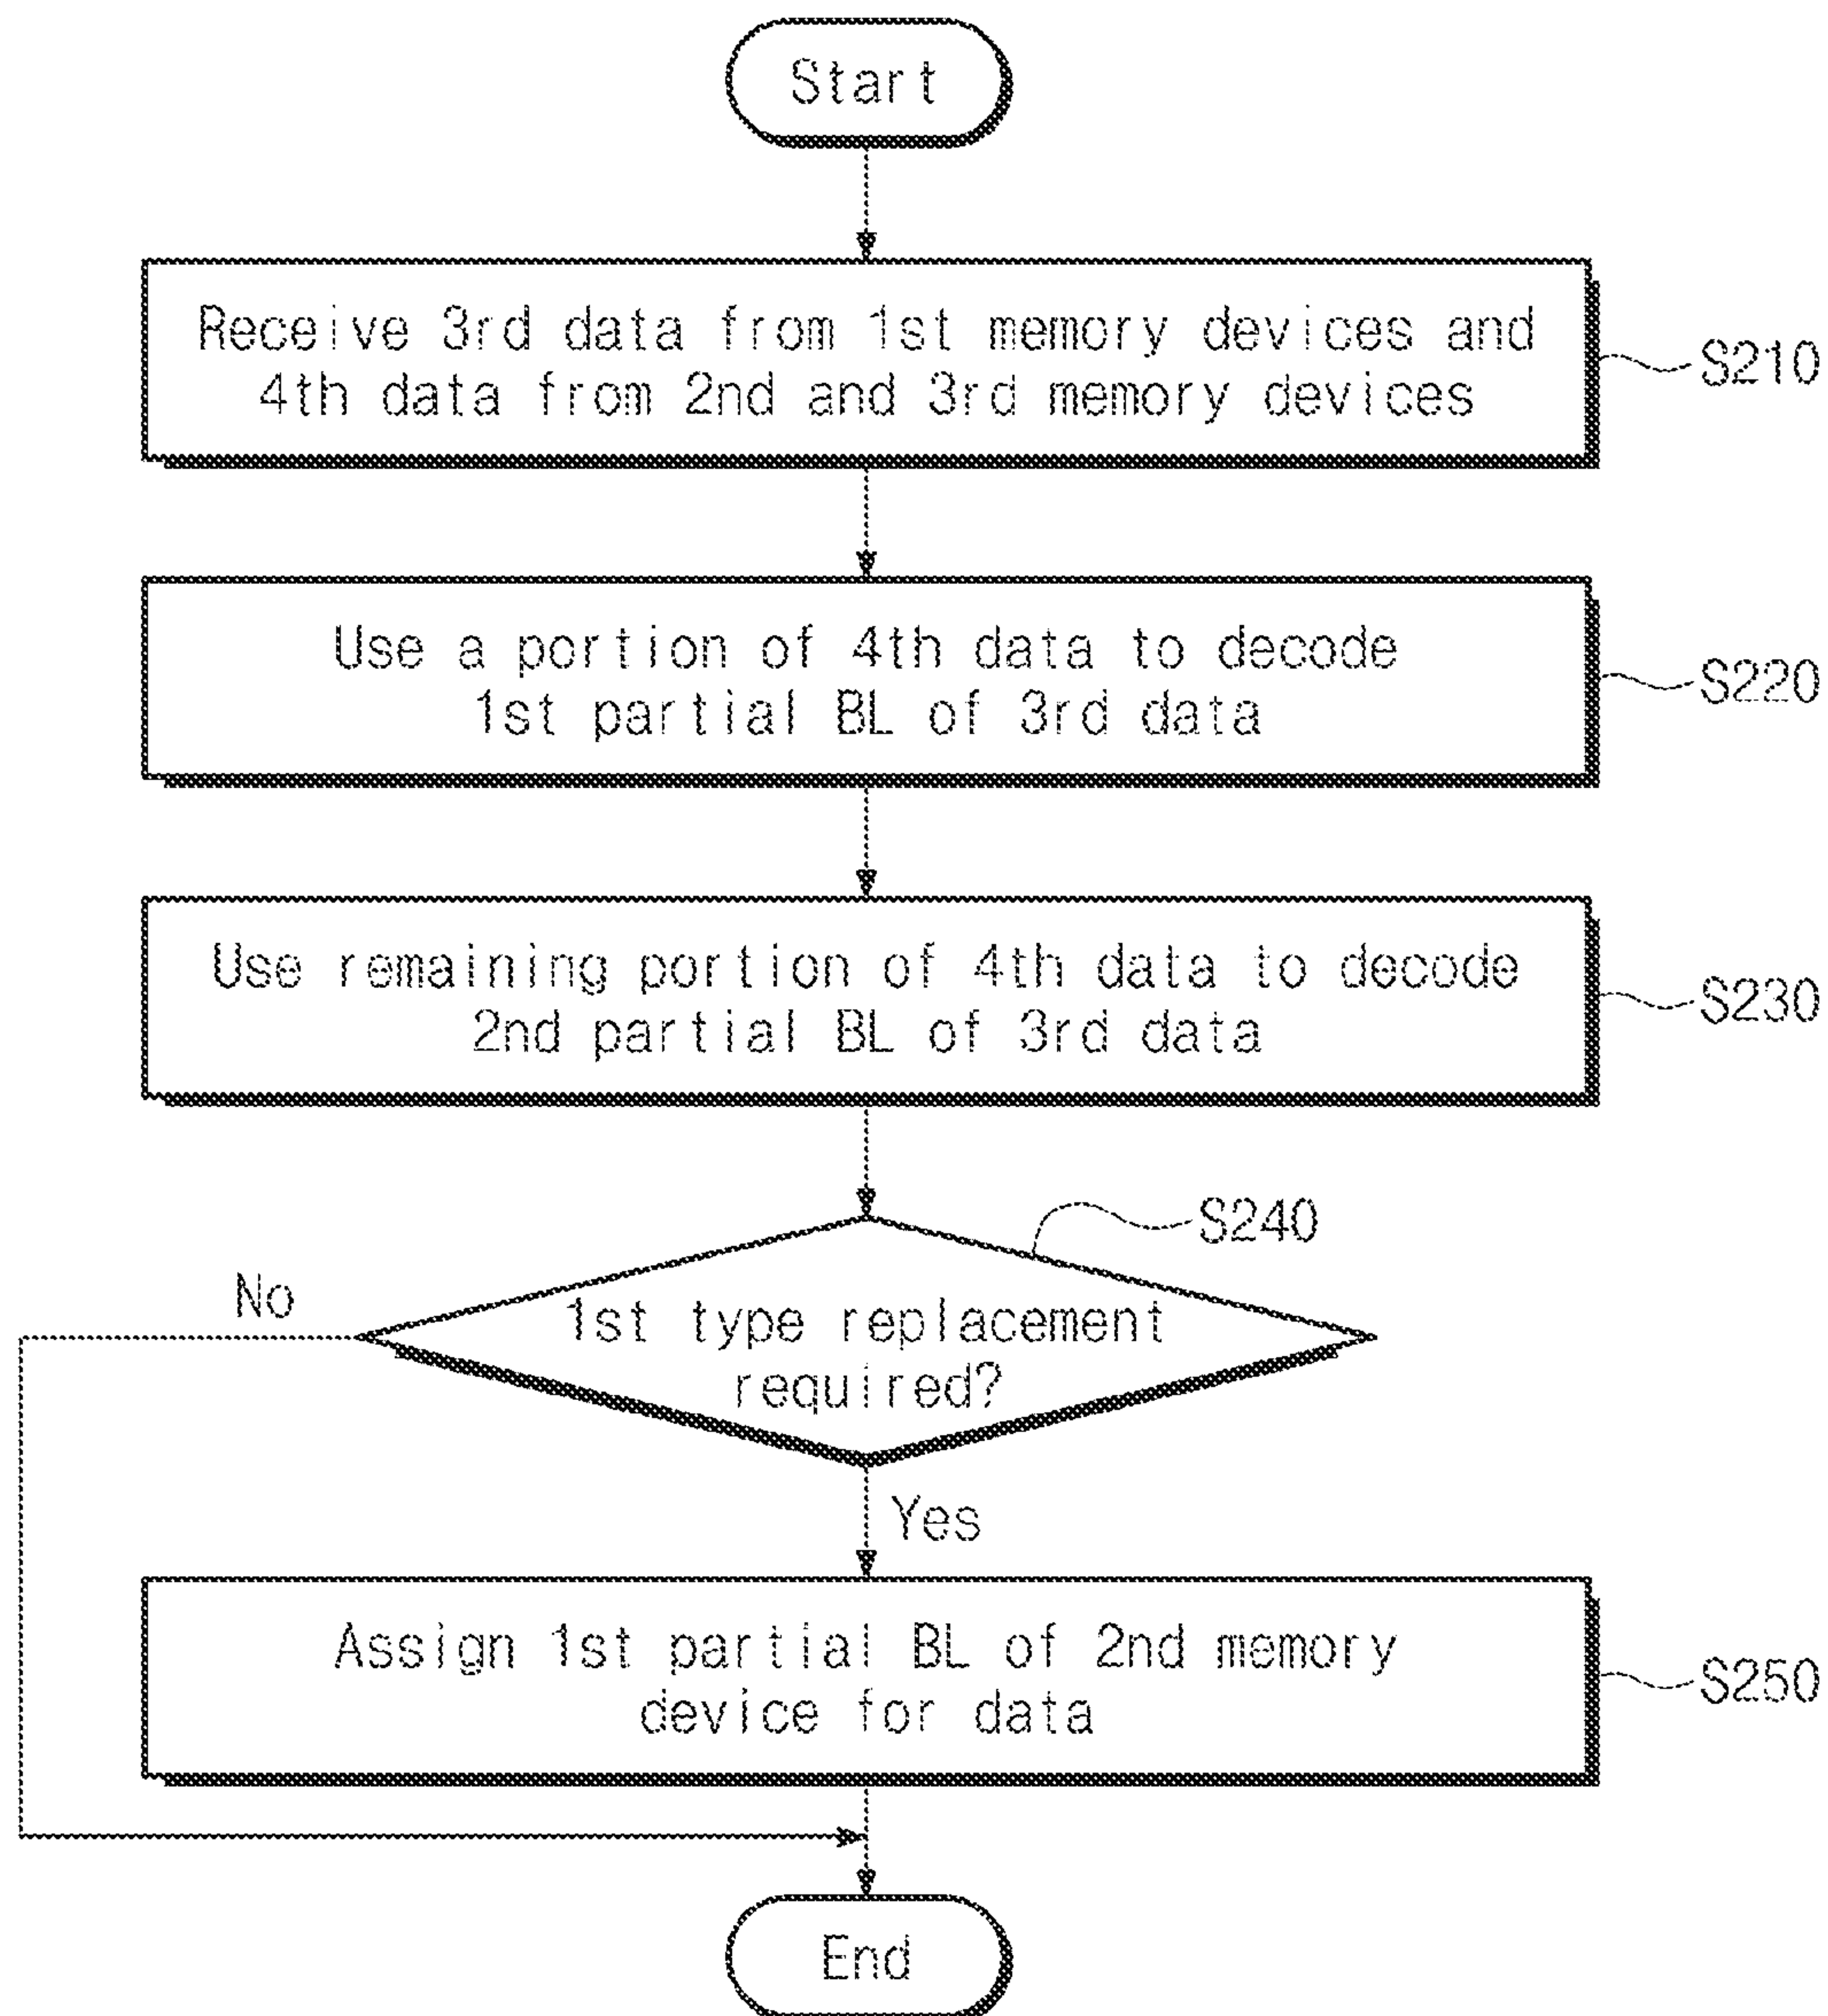 Start
Receive 3rd data from 1st memory devices and
4th data from 2nd and 3rd memory devices
S210
Use a portion of 4th data to decode
1st partial BL of 3rd data
S220
Use remaining portion of 4th data to decode
2nd partial BL of 3rd data
S230
S240
No
1st type replacement
required?
Yes
Assign 1st partial BL of 2nd memory
device for data
S250
End